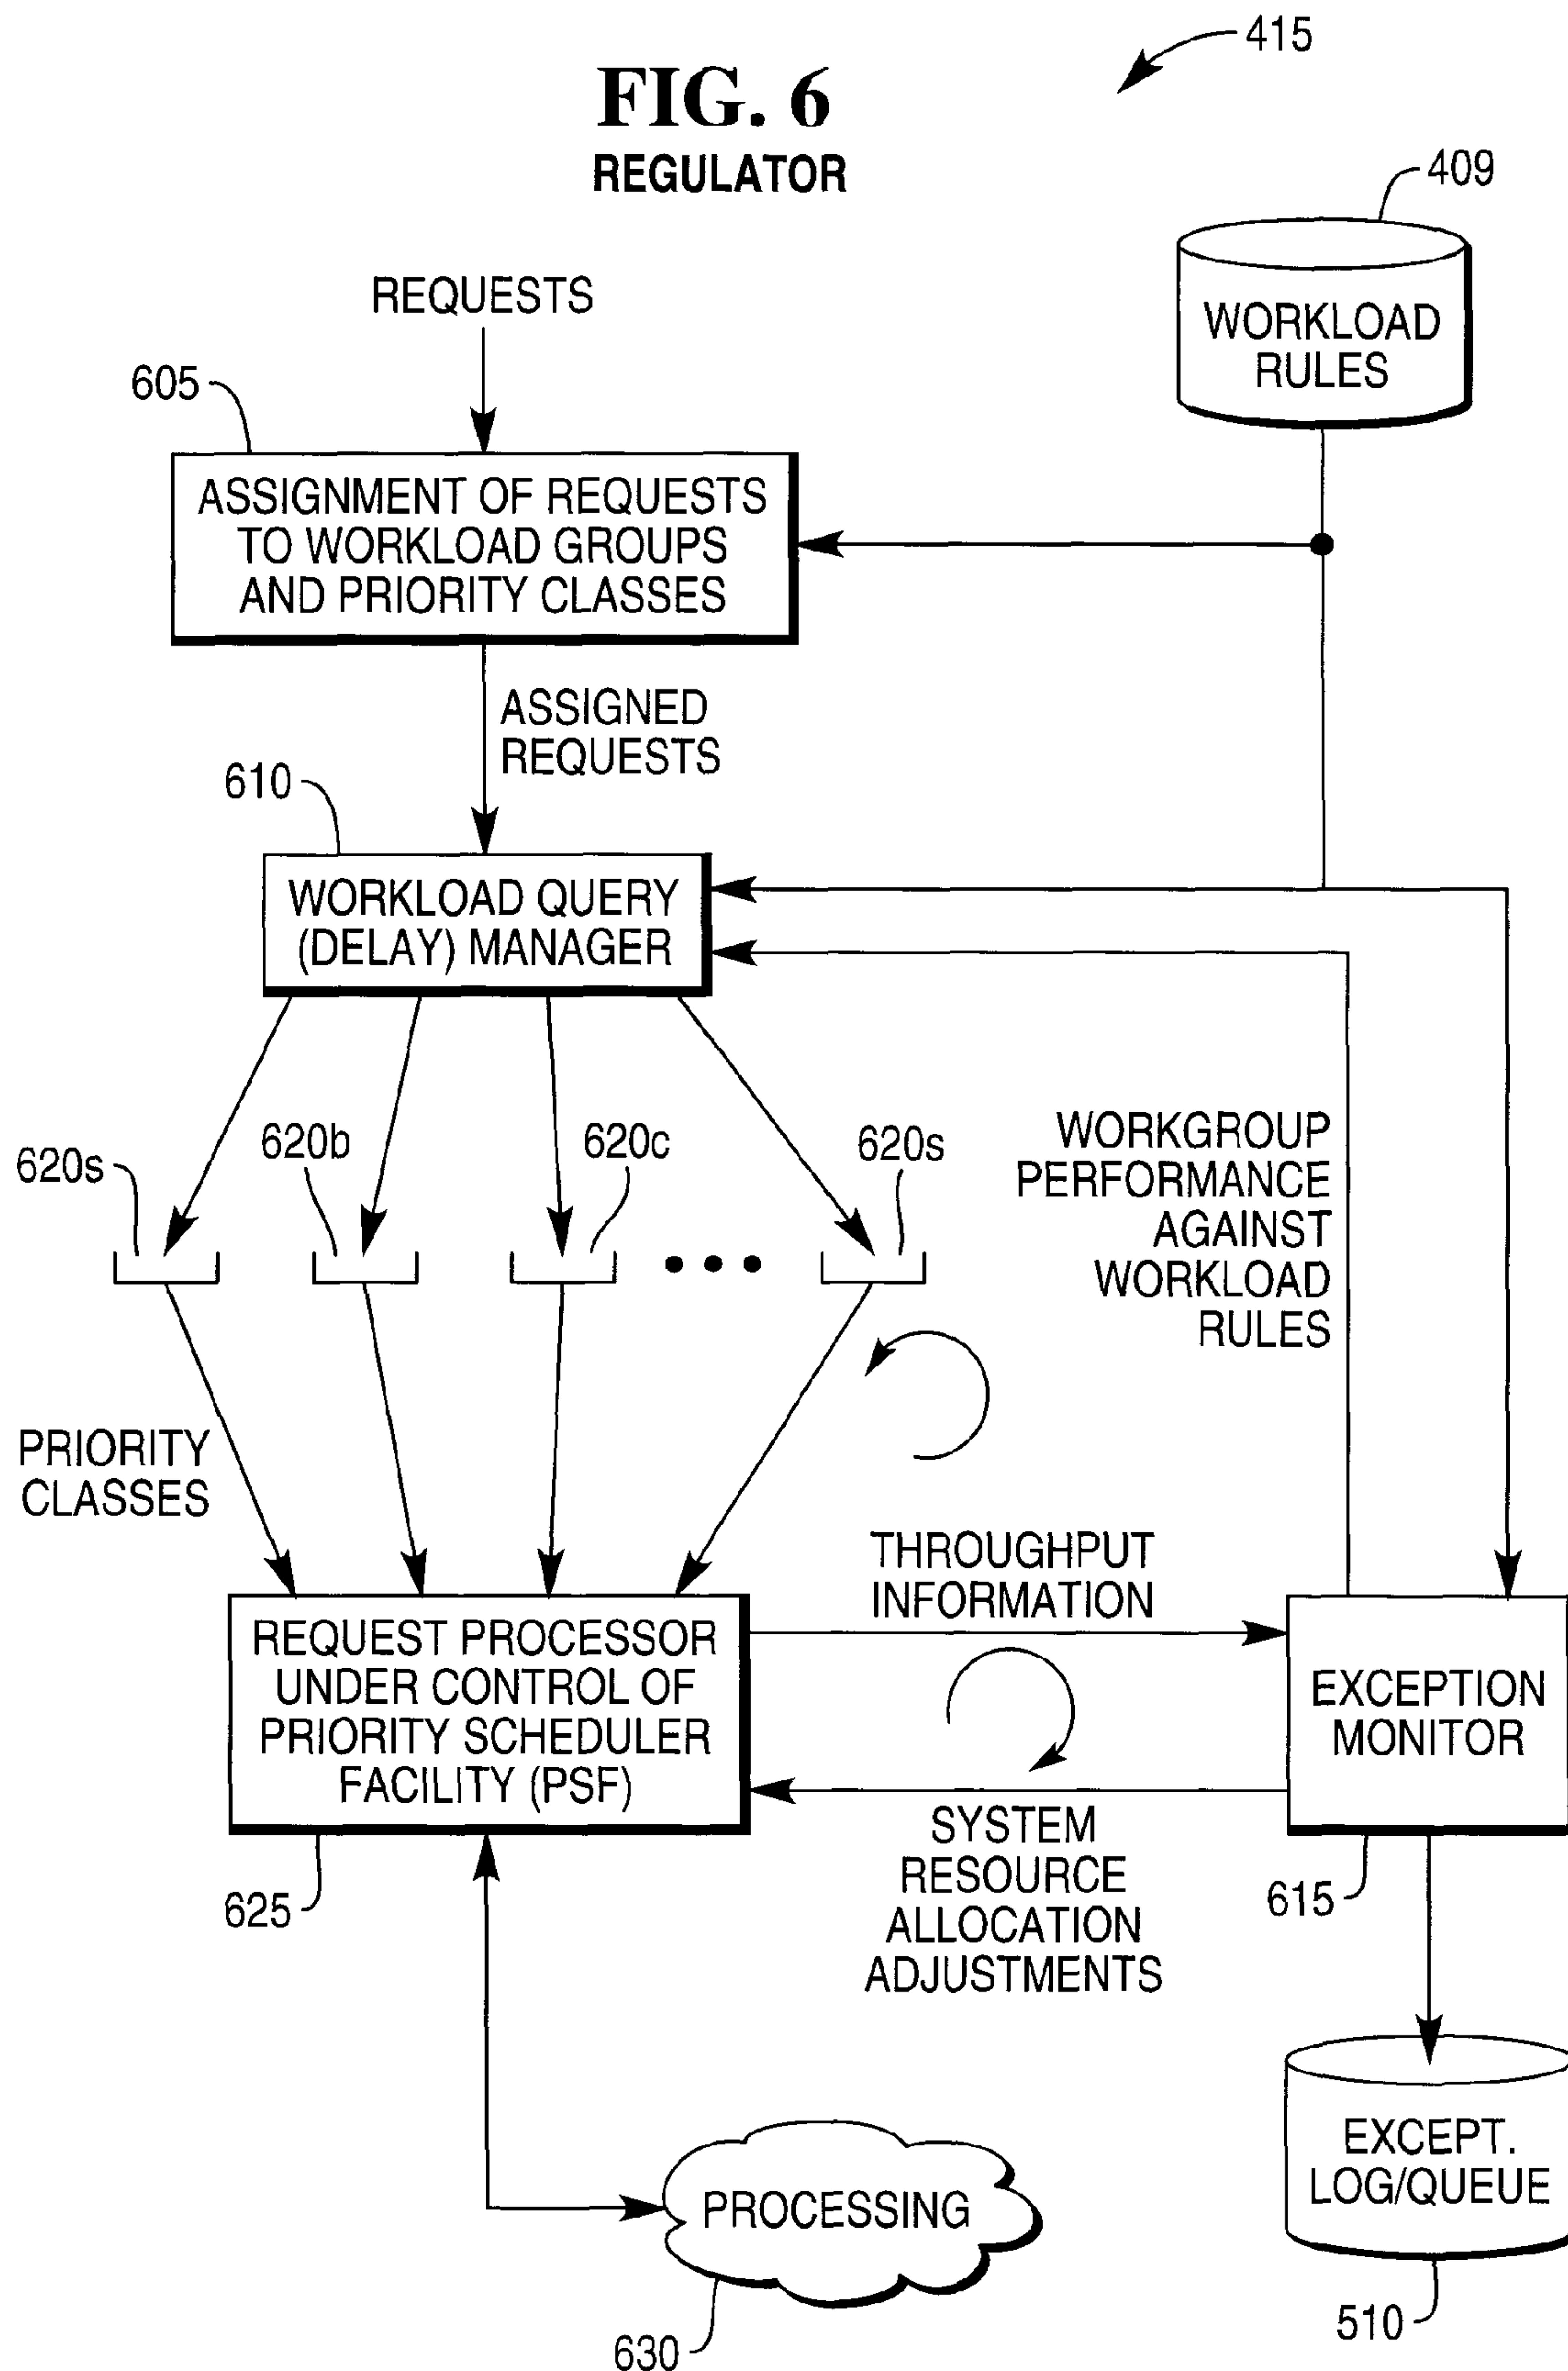 415
FIG. 6
REGULATOR
409
REQUESTS
WORKLOAD
RULES
605
ASSIGNMENT OF REQUESTS
TO WORKLOAD GROUPS
AND PRIORITY CLASSES
ASSIGNED
REQUESTS
610
WORKLOAD QUERY
(DELAY) MANAGER
620s
620b
620c
620s
WORKGROUP
PERFORMANCE
AGAINST
WORKLOAD
RULES
PRIORITY
CLASSES
THROUGHPUT
INFORMATION
REQUEST PROCESSOR
UNDER CONTROL OF
PRIORITY SCHEDULER
FACILITY (PSF)
EXCEPTION
MONITOR
SYSTEM
RESOURCE
ALLOCATION
ADJUSTMENTS
625
615
PROCESSING
EXCEPT.
LOG/QUEUE
630
510